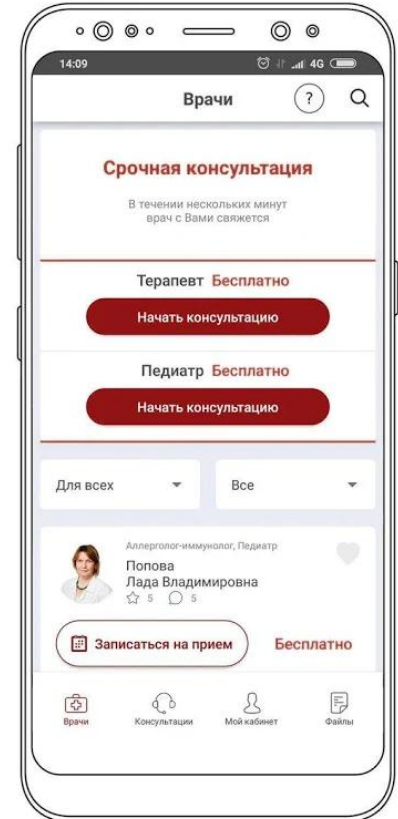 14:09
4G
Врачи
?
Срочная консультация
В течении нескольких минут
врач с Вами свяжется
Терапевт Бесплатно
Начать консультацию
Педиатр Бесплатно
Начать консультацию
Для всех
Все
Аллерголог-иммунолог, Педиатр
Попова
Лада Владимировна
5 5
Записаться на прием
Бесплатно
Врачи
Консультации
Мой кабинет
Файлы